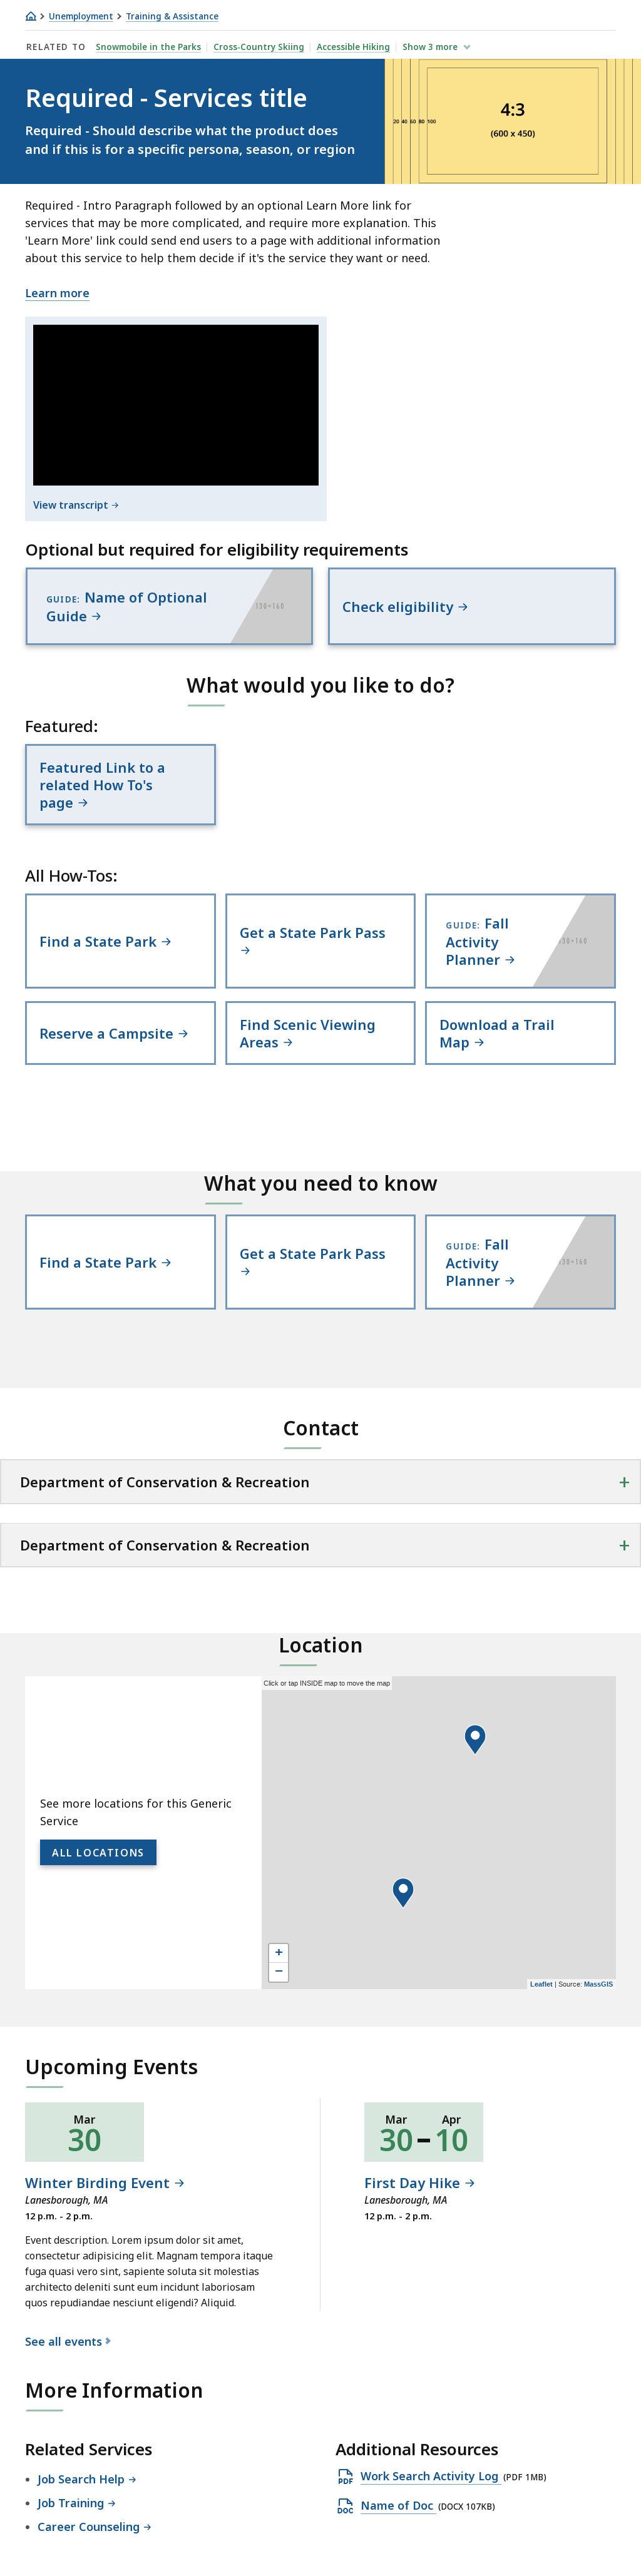 Unemployment > Training & Assistance
RELATED TO Snowmobile in the Parks Cross-Country Skiing Accessible Hiking Show 3 more
Required - Services title
Required - Should describe what the product does
and if this is for a specific persona, season, or region
20 40 60 80 100
4:3
(600 x 450)
Required - Intro Paragraph followed by an optional Learn More link for
services that may be more complicated, and require more explanation. This
'Learn More' link could send end users to a page with additional information
about this service to help them decide if it's the service they want or need.
Learn more
View transcript →
Optional but required for eligibility requirements
GUIDE: Name of Optional
Guide →
130×160
Check eligibility →
What would you like to do?
Featured:
Featured Link to a
related How To's
page →
All How-Tos:
Find a State Park →
Get a State Park Pass
→
GUIDE: Fall
Activity
Planner →
130×160
Reserve a Campsite →
Find Scenic Viewing
Areas →
Download a Trail
Map →
What you need to know
Find a State Park →
Get a State Park Pass
→
GUIDE: Fall
Activity
Planner →
130×160
Contact
Department of Conservation & Recreation +
Department of Conservation & Recreation +
Location
Click or tap INSIDE map to move the map
See more locations for this Generic
Service
ALL LOCATIONS
+
−
Leaflet | Source: MassGIS
Upcoming Events
Mar
30
Winter Birding Event →
Lanesborough, MA
12 p.m. - 2 p.m.
Event description. Lorem ipsum dolor sit amet,
consectetur adipisicing elit. Magnam tempora itaque
fuga quasi vero sint, sapiente soluta sit molestias
architecto deleniti sunt eum incidunt laboriosam
quos repudiandae nesciunt eligendi? Aliquid.
Mar Apr
30 – 10
First Day Hike →
Lanesborough, MA
12 p.m. - 2 p.m.
See all events
More Information
Related Services
Job Search Help →
Job Training →
Career Counseling →
Additional Resources
PDF Work Search Activity Log (PDF 1MB)
DOC Name of Doc (DOCX 107KB)